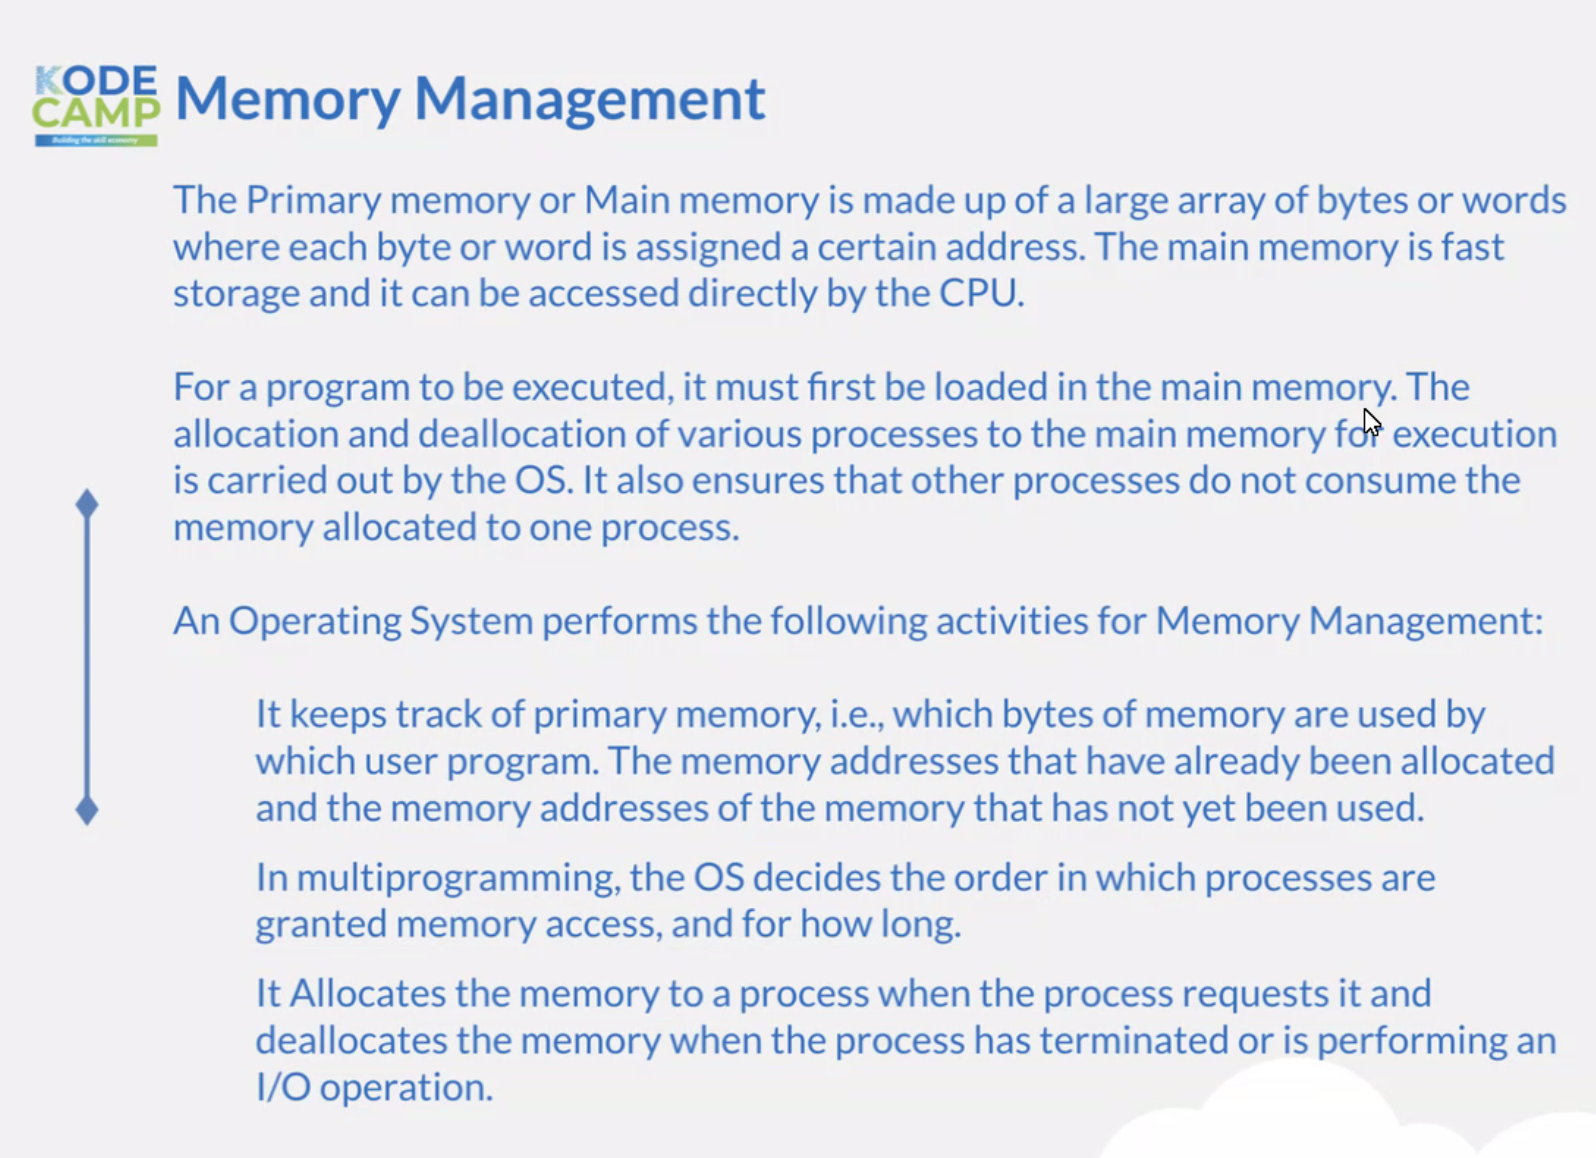 KODE
CAMP
Building the skill economy
Memory Management
The Primary memory or Main memory is made up of a large array of bytes or words
where each byte or word is assigned a certain address. The main memory is fast
storage and it can be accessed directly by the CPU.
For a program to be executed, it must first be loaded in the main memory. The
allocation and deallocation of various processes to the main memory for execution
is carried out by the OS. It also ensures that other processes do not consume the
memory allocated to one process.
An Operating System performs the following activities for Memory Management:
It keeps track of primary memory, i.e., which bytes of memory are used by
which user program. The memory addresses that have already been allocated
and the memory addresses of the memory that has not yet been used.
In multiprogramming, the OS decides the order in which processes are
granted memory access, and for how long.
It Allocates the memory to a process when the process requests it and
deallocates the memory when the process has terminated or is performing an
I/O operation.